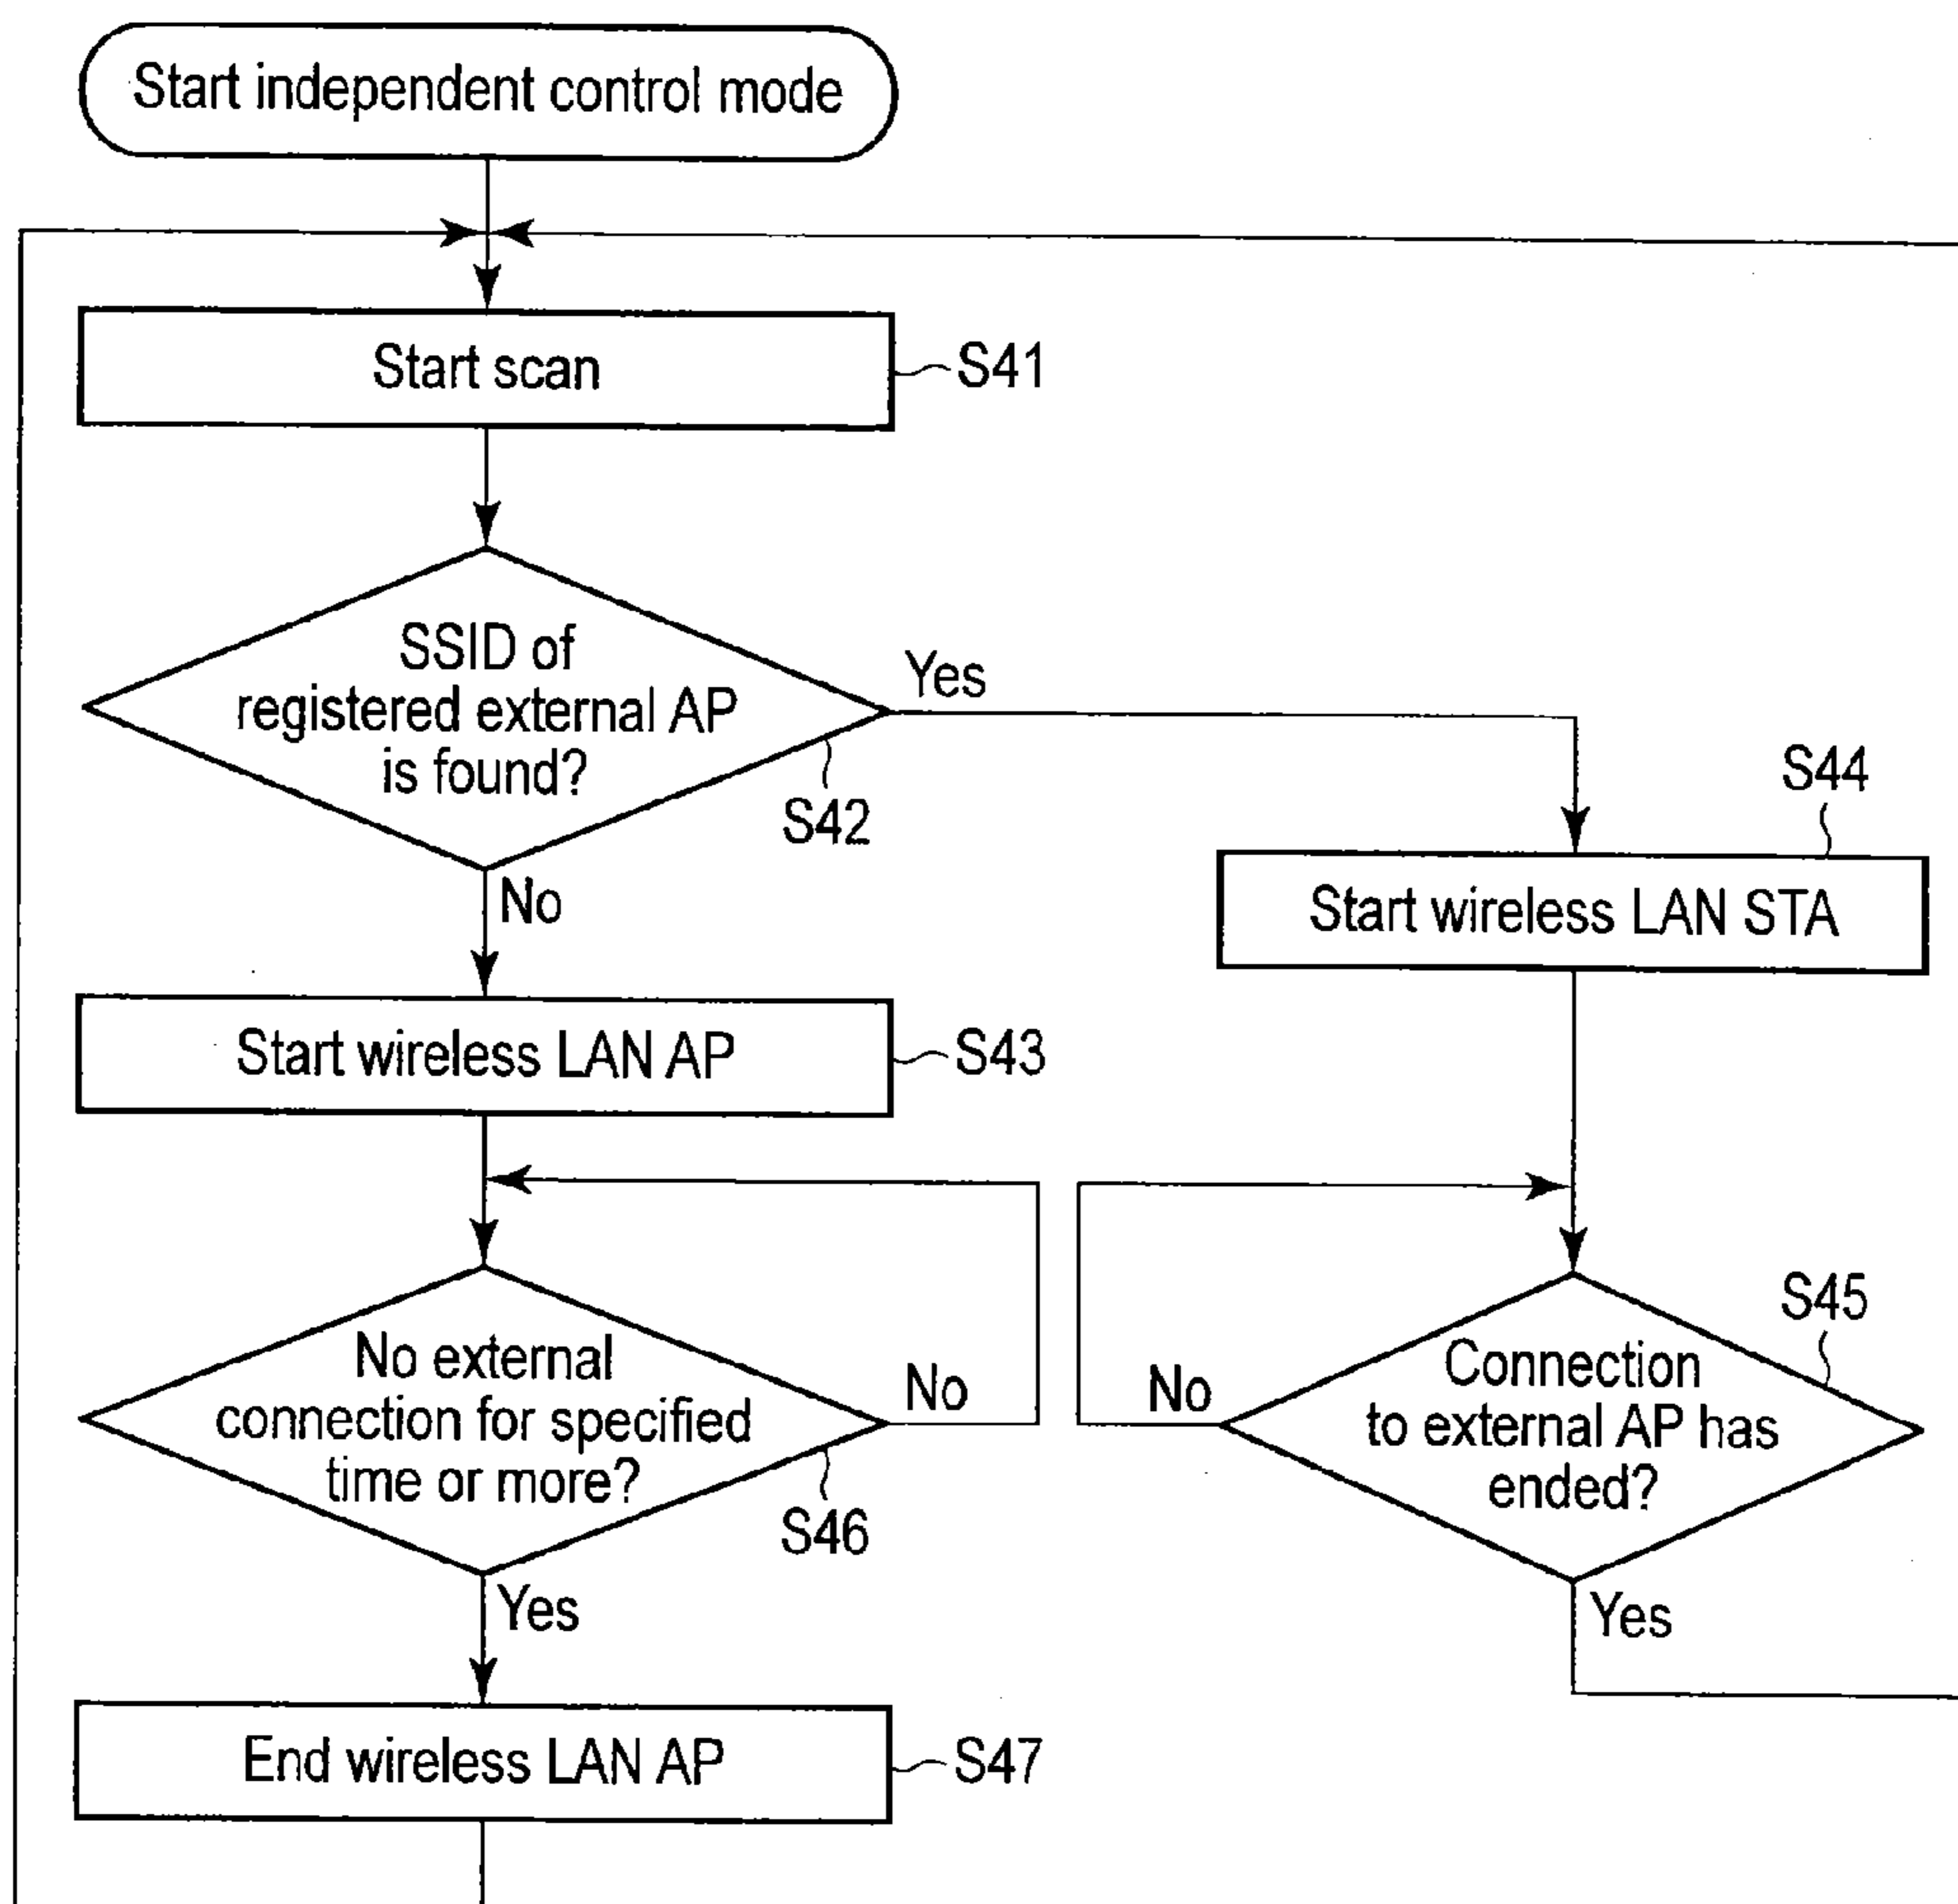 Start independent control mode
Start scan
S41
SSID of
registered external AP
is found?
Yes
S42
No
S44
Start wireless LAN STA
Start wireless LAN AP
S43
No external
connection for specified
time or more?
No
S46
Yes
No
S45
Connection
to external AP has
ended?
Yes
End wireless LAN AP
S47